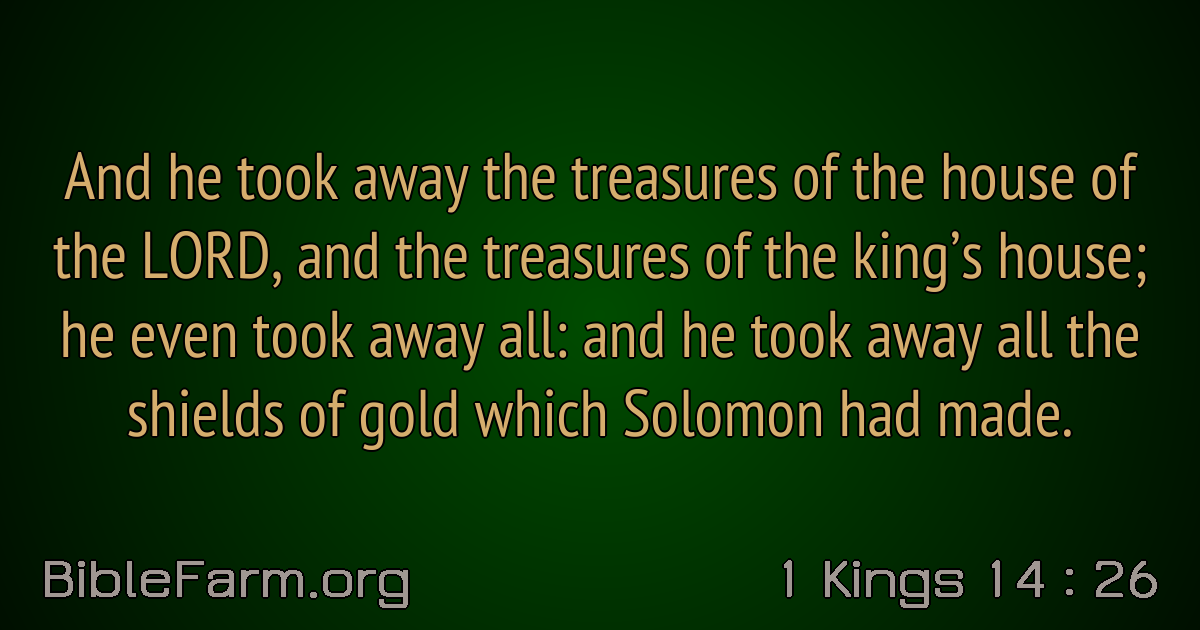 And he took away the treasures of the house of
the LORD, and the treasures of the king’s house;
he even took away all: and he took away all the
shields of gold which Solomon had made.
BibleFarm.org
1 Kings 14 : 26